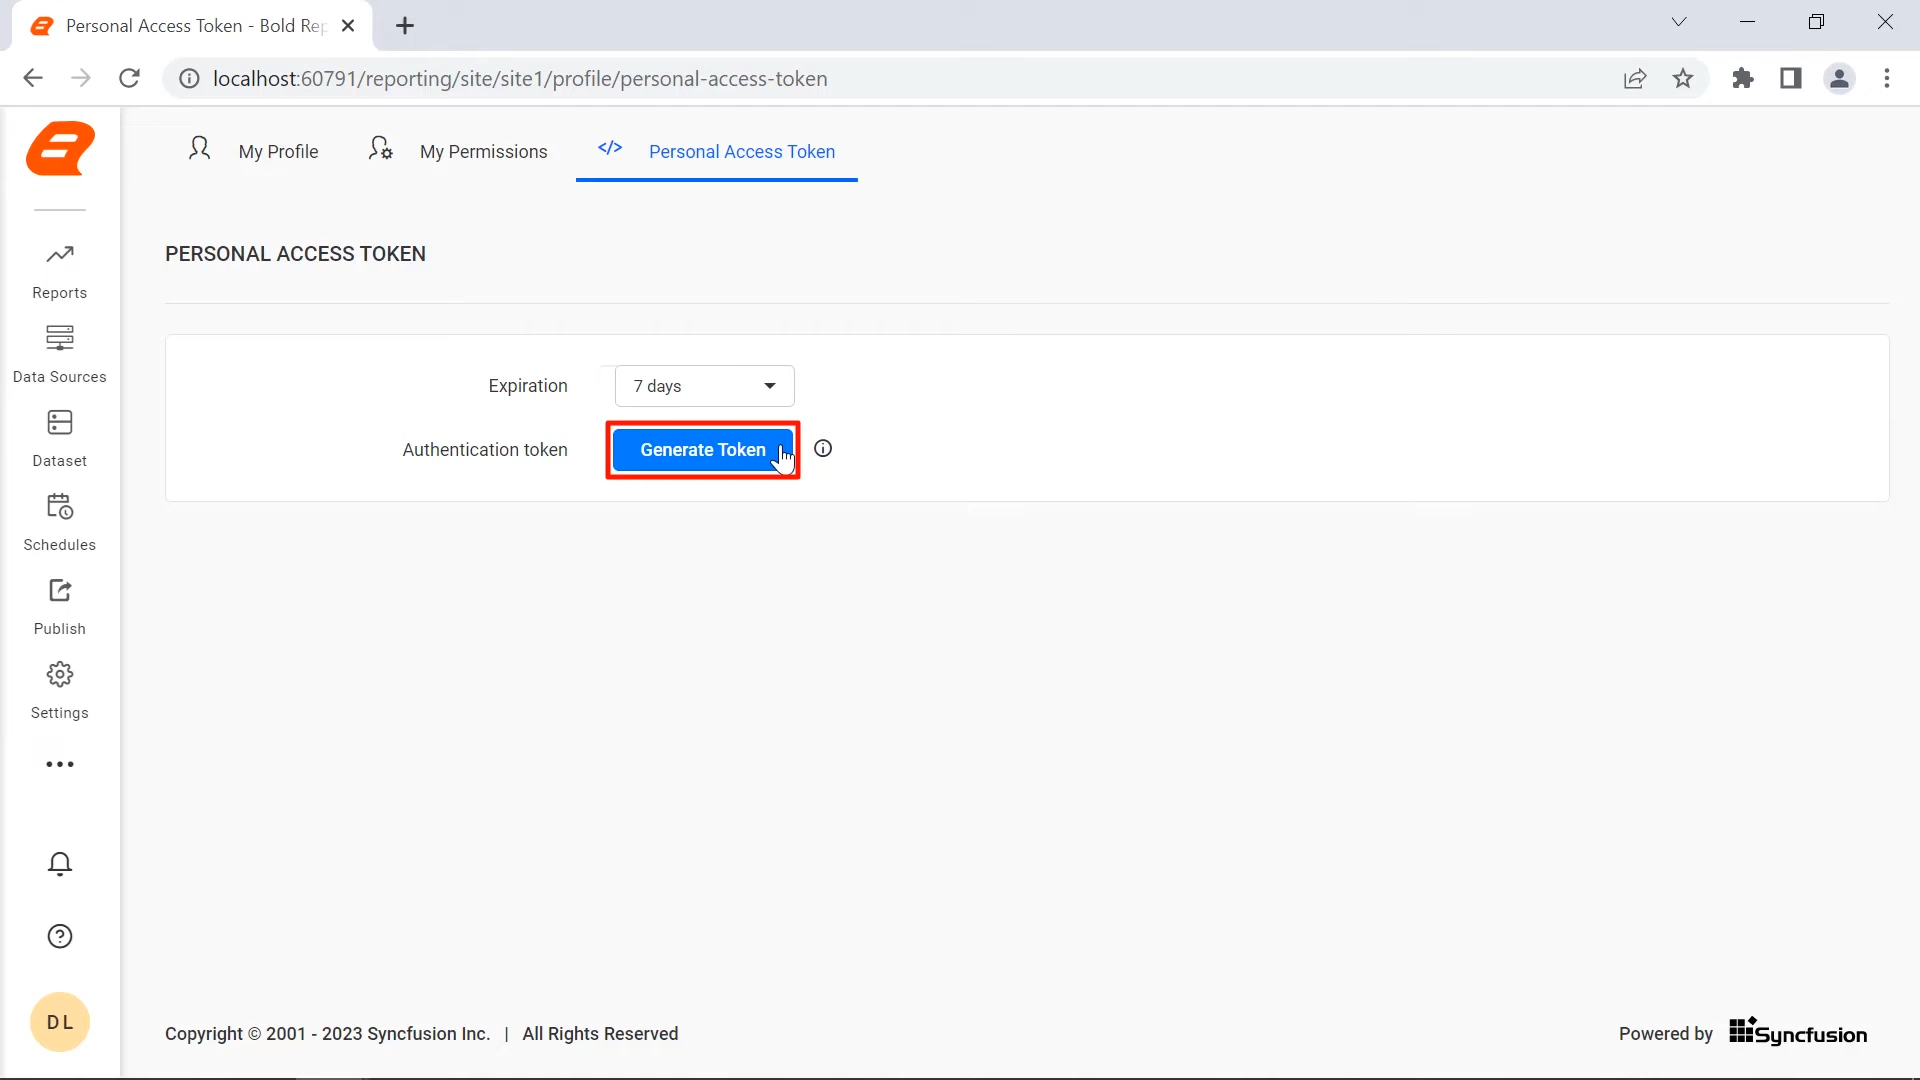 Personal Access Token - Bold Rep
localhost:60791/reporting/site/site1/profile/personal-access-token
My Profile
My Permissions
</> Personal Access Token
PERSONAL ACCESS TOKEN
Reports
Data Sources
Dataset
Schedules
Publish
Settings
Expiration
7 days
Authentication token
Generate Token
DL
Copyright © 2001 - 2023 Syncfusion Inc. | All Rights Reserved
Powered by Syncfusion